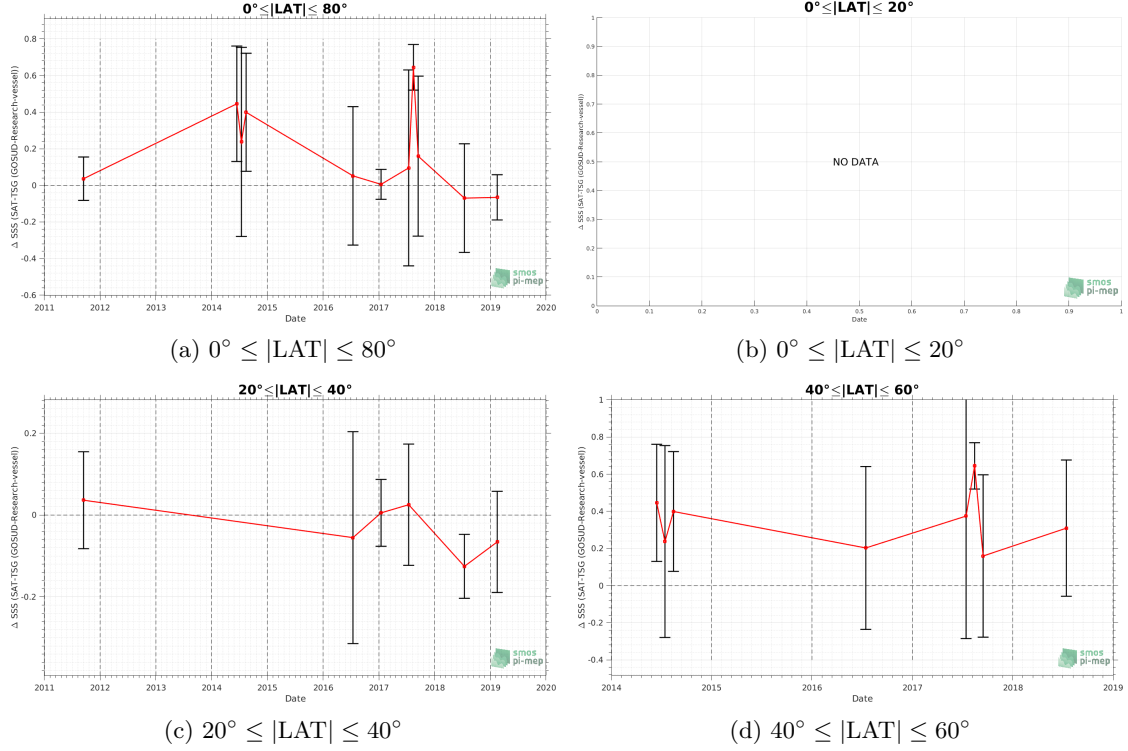 0°≤|LAT|≤ 80°
Δ SSS (SAT-TSG (GOSUD-Research-vessel))
0.8
0.6
0.4
0.2
0
-0.2
-0.4
-0.6
2011 2012 2013 2014 2015 2016 2017 2018 2019 2020
Date
smos
pi-mep
(a) 0° ≤ |LAT| ≤ 80°
0°≤|LAT|≤ 20°
Δ SSS (SAT-TSG (GOSUD-Research-vessel))
1
0.9
0.8
0.7
0.6
0.5
0.4
0.3
0.2
0.1
0
NO DATA
0 0.1 0.2 0.3 0.4 0.5 0.6 0.7 0.8 0.9 1
Date
smos
pi-mep
(b) 0° ≤ |LAT| ≤ 20°
20°≤|LAT|≤ 40°
Δ SSS (SAT-TSG (GOSUD-Research-vessel))
0.2
0
-0.2
2011 2012 2013 2014 2015 2016 2017 2018 2019 2020
Date
smos
pi-mep
(c) 20° ≤ |LAT| ≤ 40°
40°≤|LAT|≤ 60°
Δ SSS (SAT-TSG (GOSUD-Research-vessel))
1
0.8
0.6
0.4
0.2
0
-0.2
-0.4
2014 2015 2016 2017 2018 2019
Date
smos
pi-mep
(d) 40° ≤ |LAT| ≤ 60°